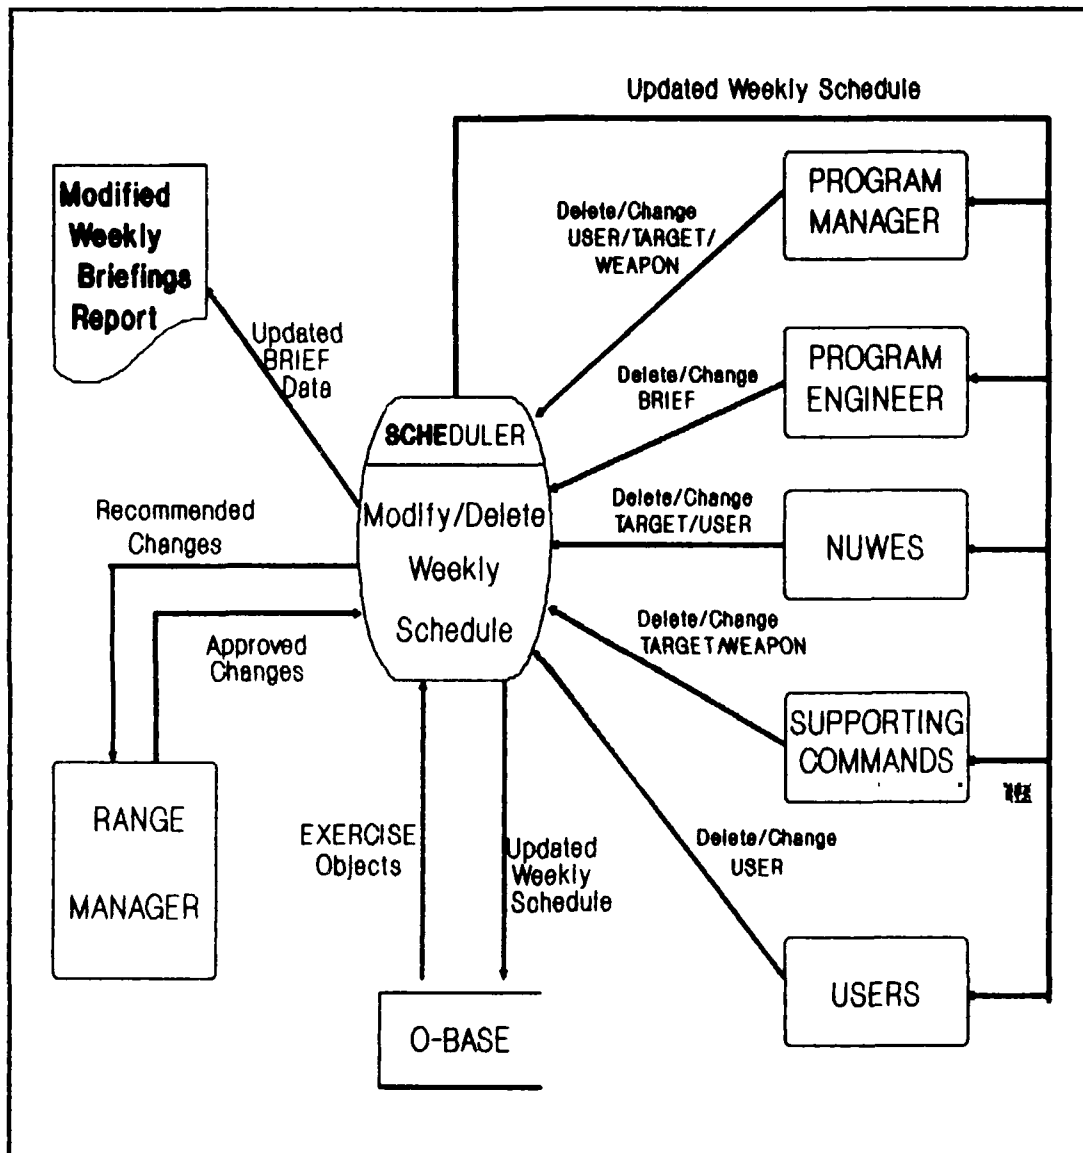 Updated Weekly Schedule
Modified
Weekly
Briefings
Report
Updated
BRIEF
Data
PROGRAM
MANAGER
Delete/Change
USER/TARGET/
WEAPON
PROGRAM
ENGINEER
Delete/Change
BRIEF
SCHEDULER
Modify/Delete
Weekly
Schedule
Delete/Change
TARGET/USER
NUWES
Recommended
Changes
Approved
Changes
Delete/Change
TARGET/WEAPON
SUPPORTING
COMMANDS
RANGE
MANAGER
EXERCISE
Objects
Updated
Weekly
Schedule
Delete/Change
USER
USERS
O-BASE